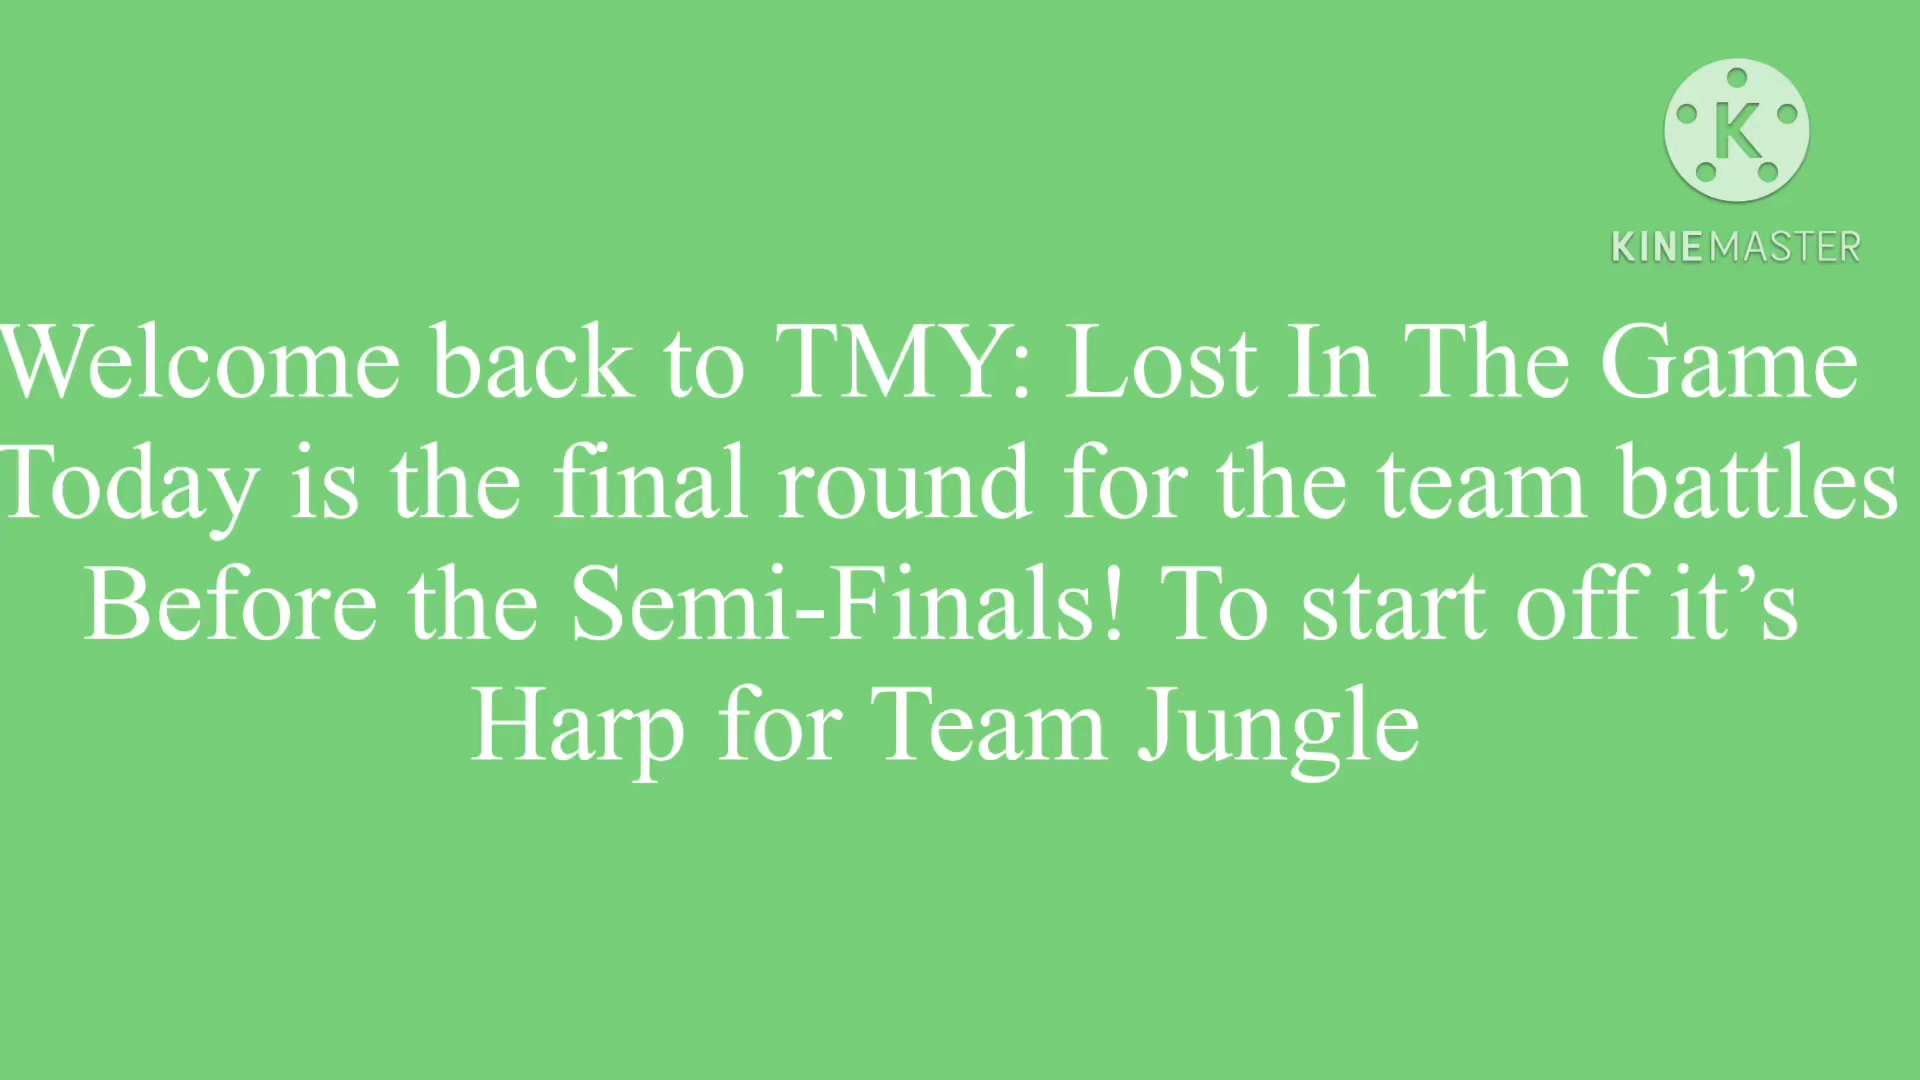 K
KINEMASTER
Welcome back to TMY: Lost In The Game
Today is the final round for the team battles
Before the Semi-Finals! To start off it’s
Harp for Team Jungle